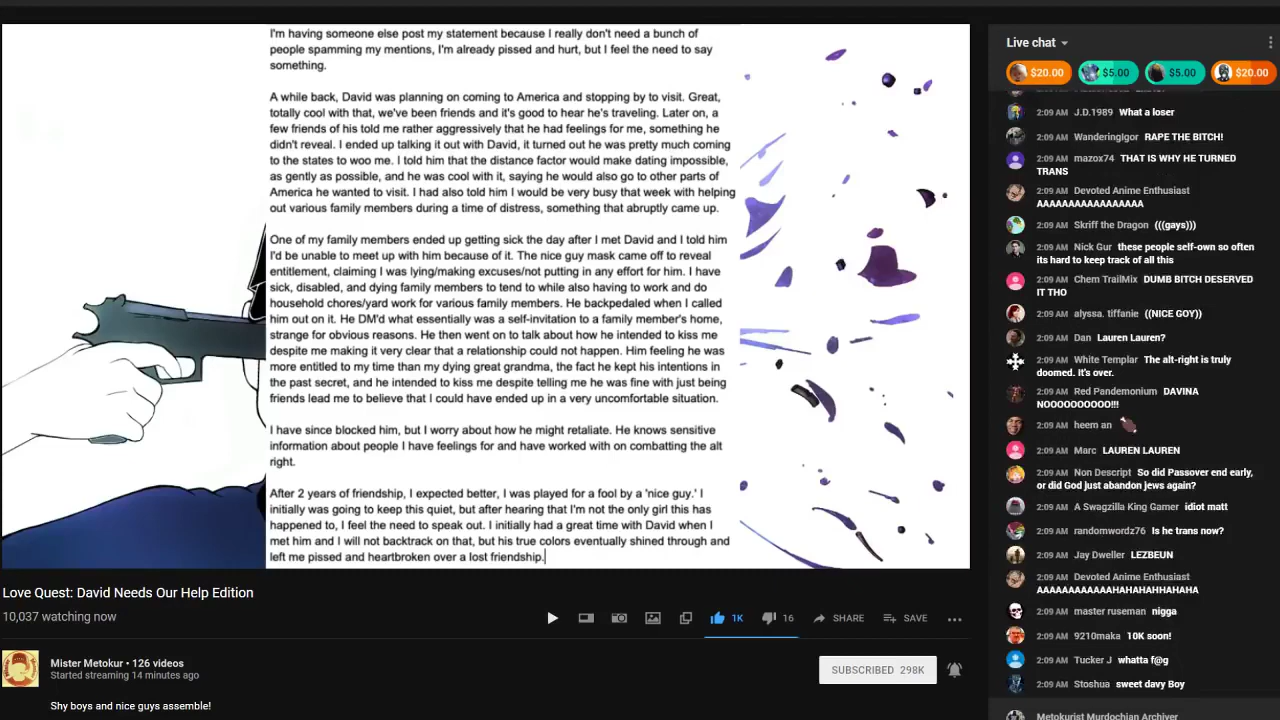 I'm having someone else post my statement because I really don't need a bunch of
people spamming my mentions, I'm already pissed and hurt, but I feel the need to say
something.
A while back, David was planning on coming to America and stopping by to visit. Great,
totally cool with that, we've been friends and it's good to hear he's traveling. Later on, a
few friends of his told me rather aggressively that he had feelings for me, something he
didn't reveal. I ended up talking it out with David, it turned out he was pretty much coming
to the states to woo me. I told him that the distance factor would make dating impossible,
as gently as possible, and he was cool with it, saying he would also go to other parts of
America he wanted to visit. I had also told him I would be very busy that week with helping
out various family members during a time of distress, something that abruptly came up.
One of my family members ended up getting sick the day after I met David and I told him
I'd be unable to meet up with him because of it. The nice guy mask came off to reveal
entitlement, claiming I was lying/making excuses/not putting in any effort for him. I have
sick, disabled, and dying family members to tend to while also having to work and do
household chores/yard work for various family members. He backpedaled when I called
him out on it. He DM'd what essentially was a self-invitation to a family member's home,
strange for obvious reasons. He then went on to talk about how he intended to kiss me
despite me making it very clear that a relationship could not happen. Him feeling he was
more entitled to my time than my dying great grandma, the fact he kept his intentions in
the past secret, and he intended to kiss me despite telling me he was fine with just being
friends lead me to believe that I could have ended up in a very uncomfortable situation.
I have since blocked him, but I worry about how he might retaliate. He knows sensitive
information about people I have feelings for and have worked with on combatting the alt
right.
After 2 years of friendship, I expected better, I was played for a fool by a 'nice guy.' I
initially was going to keep this quiet, but after hearing that I'm not the only girl this has
happened to, I feel the need to speak out. I initially had a great time with David when I
met him and I will not backtrack on that, but his true colors eventually shined through and
left me pissed and heartbroken over a lost friendship.
Love Quest: David Needs Our Help Edition
10,037 watching now
1K
16
SHARE
SAVE
Mister Metokur • 126 videos
Started streaming 14 minutes ago
SUBSCRIBED 298K
Shy boys and nice guys assemble!
Live chat
$20.00
$5.00
$5.00
$20.00
2:09 AM J.D.1989 What a loser
2:09 AM WanderingIgor RAPE THE BITCH!
2:09 AM mazox74 THAT IS WHY HE TURNED
TRANS
2:09 AM Devoted Anime Enthusiast
AAAAAAAAAAAAAAAAA
2:09 AM Skriff the Dragon (((gays)))
2:09 AM Nick Gur these people self-own so often
its hard to keep track of all this
2:09 AM Chem TrailMix DUMB BITCH DESERVED
IT THO
2:09 AM alyssa. tiffanie ((NICE GOY))
2:09 AM Dan Lauren Lauren?
2:09 AM White Templar The alt-right is truly
doomed. It's over.
2:09 AM Red Pandemonium DAVINA
NOOOOOOOOO!!!
2:09 AM heem an
2:09 AM Marc LAUREN LAUREN
2:09 AM Non Descript So did Passover end early,
or did God just abandon jews again?
2:09 AM A Swagzilla King Gamer idiot matt
2:09 AM randomwordz76 Is he trans now?
2:09 AM Jay Dweller LEZBEUN
2:09 AM Devoted Anime Enthusiast
AAAAAAAAAAAAHAHAHHAHAHA
2:09 AM master ruseman nigga
2:09 AM 9210maka 10K soon!
2:09 AM Tucker J whatta f@g
2:09 AM Stoshua sweet davy Boy
Metokurist Murdochian Archiver